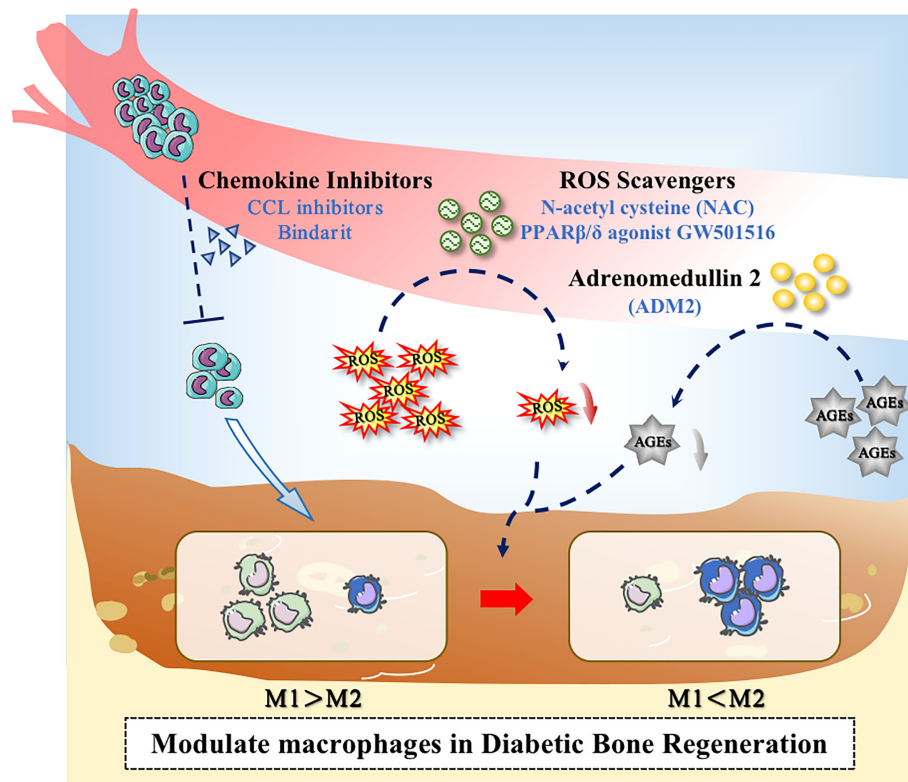 Chemokine Inhibitors
CCL inhibitors
Bindarit
ROS Scavengers
N-acetyl cysteine (NAC)
PPARβ/δ agonist GW501516
Adrenomedullin 2
(ADM2)
ROS
ROS
ROS
ROS
ROS
ROS
AGEs
AGEs
AGEs
AGEs
M1>M2
M1<M2
Modulate macrophages in Diabetic Bone Regeneration